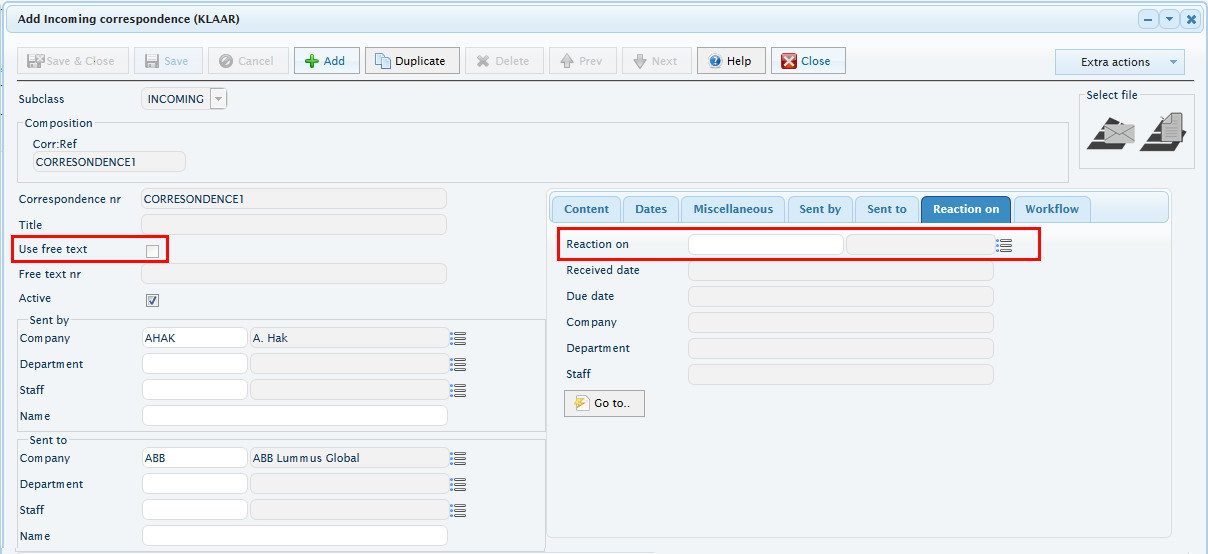 Add Incoming correspondence (KLAAR)
Save & Close Save Cancel Add Duplicate Delete Prev Next Help Close Extra actions
Subclass INCOMING
Select file
Composition
Corr:Ref
CORRESONDENCE1
Correspondence nr CORRESONDENCE1
Title
Use free text
Free text nr
Active
Sent by
Company AHAK A. Hak
Department
Staff
Name
Sent to
Company ABB ABB Lummus Global
Department
Staff
Name
Content Dates Miscellaneous Sent by Sent to Reaction on Workflow
Reaction on
Received date
Due date
Company
Department
Staff
Go to..